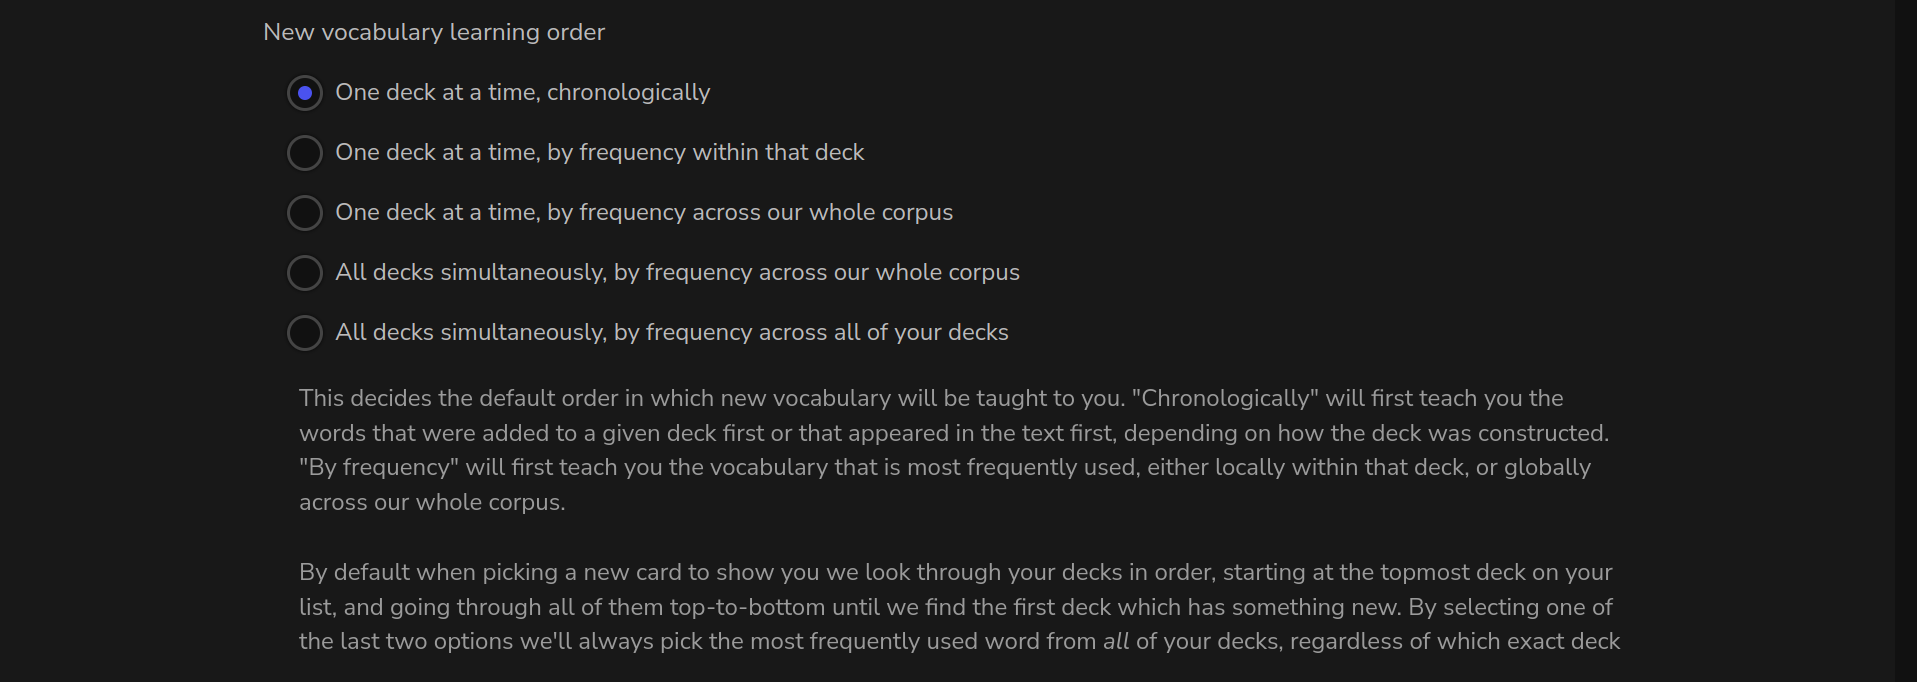 New vocabulary learning order
One deck at a time, chronologically
One deck at a time, by frequency within that deck
One deck at a time, by frequency across our whole corpus
All decks simultaneously, by frequency across our whole corpus
All decks simultaneously, by frequency across all of your decks
This decides the default order in which new vocabulary will be taught to you. "Chronologically" will first teach you the
words that were added to a given deck first or that appeared in the text first, depending on how the deck was constructed.
"By frequency" will first teach you the vocabulary that is most frequently used, either locally within that deck, or globally
across our whole corpus.
By default when picking a new card to show you we look through your decks in order, starting at the topmost deck on your
list, and going through all of them top-to-bottom until we find the first deck which has something new. By selecting one of
the last two options we'll always pick the most frequently used word from all of your decks, regardless of which exact deck